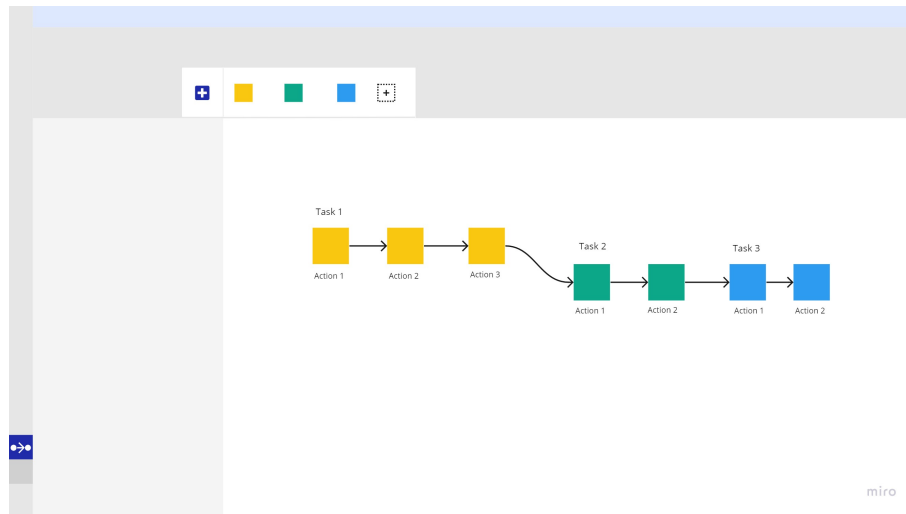 Task 1
Action 1
Action 2
Action 3
Task 2
Action 1
Action 2
Task 3
Action 1
Action 2
miro